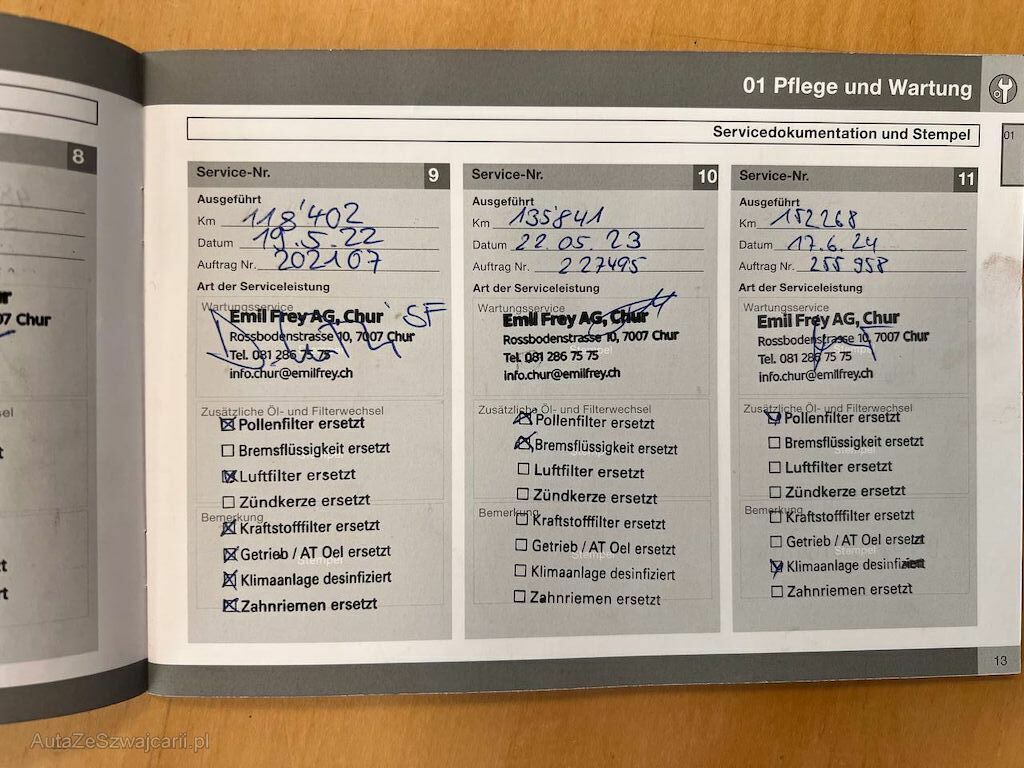 01 Pflege und Wartung
Servicedokumentation und Stempel
01
8
07 Chur
Service-Nr. 9
Ausgeführt
Km 118'402
Datum 19.5.22
Auftrag Nr. 202107
Art der Serviceleistung
Wartungsservice
SF
Emil Frey AG, Chur
Rossbodenstrasse 10, 7007 Chur
Tel. 081 286 75 75
info.chur@emilfrey.ch
Zusätzliche Öl- und Filterwechsel
Pollenfilter ersetzt
Bremsflüssigkeit ersetzt
Luftfilter ersetzt
Zündkerze ersetzt
Bemerkung
Kraftstofffilter ersetzt
Getrieb / AT Oel ersetzt
Stempel
Klimaanlage desinfiziert
Zahnriemen ersetzt
Service-Nr. 10
Ausgeführt
Km 135'841
Datum 22.05.23
Auftrag Nr. 227495
Art der Serviceleistung
Wartungsservice
Emil Frey AG, Chur
Rossbodenstrasse 10, 7007 Chur
Tel. 081 286 75 75
info.chur@emilfrey.ch
Zusätzliche Öl- und Filterwechsel
Pollenfilter ersetzt
Bremsflüssigkeit ersetzt
Luftfilter ersetzt
Zündkerze ersetzt
Bemerkung
Kraftstofffilter ersetzt
Getrieb / AT Oel ersetzt
Stempel
Klimaanlage desinfiziert
Zahnriemen ersetzt
Service-Nr. 11
Ausgeführt
Km 152268
Datum 17.6.24
Auftrag Nr. 255958
Art der Serviceleistung
Wartungsservice
Emil Frey AG, Chur
Rossbodenstrasse 10, 7007 Chur
Tel. 081 286 75 75
info.chur@emilfrey.ch
Zusätzliche Öl- und Filterwechsel
Pollenfilter ersetzt
Bremsflüssigkeit ersetzt
Stempel
Luftfilter ersetzt
Zündkerze ersetzt
Bemerkung
Kraftstofffilter ersetzt
Getrieb / AT Oel ersetzt
Stempel
Klimaanlage desinfiziert
Zahnriemen ersetzt
13
AutaZeSzwajcarii.pl